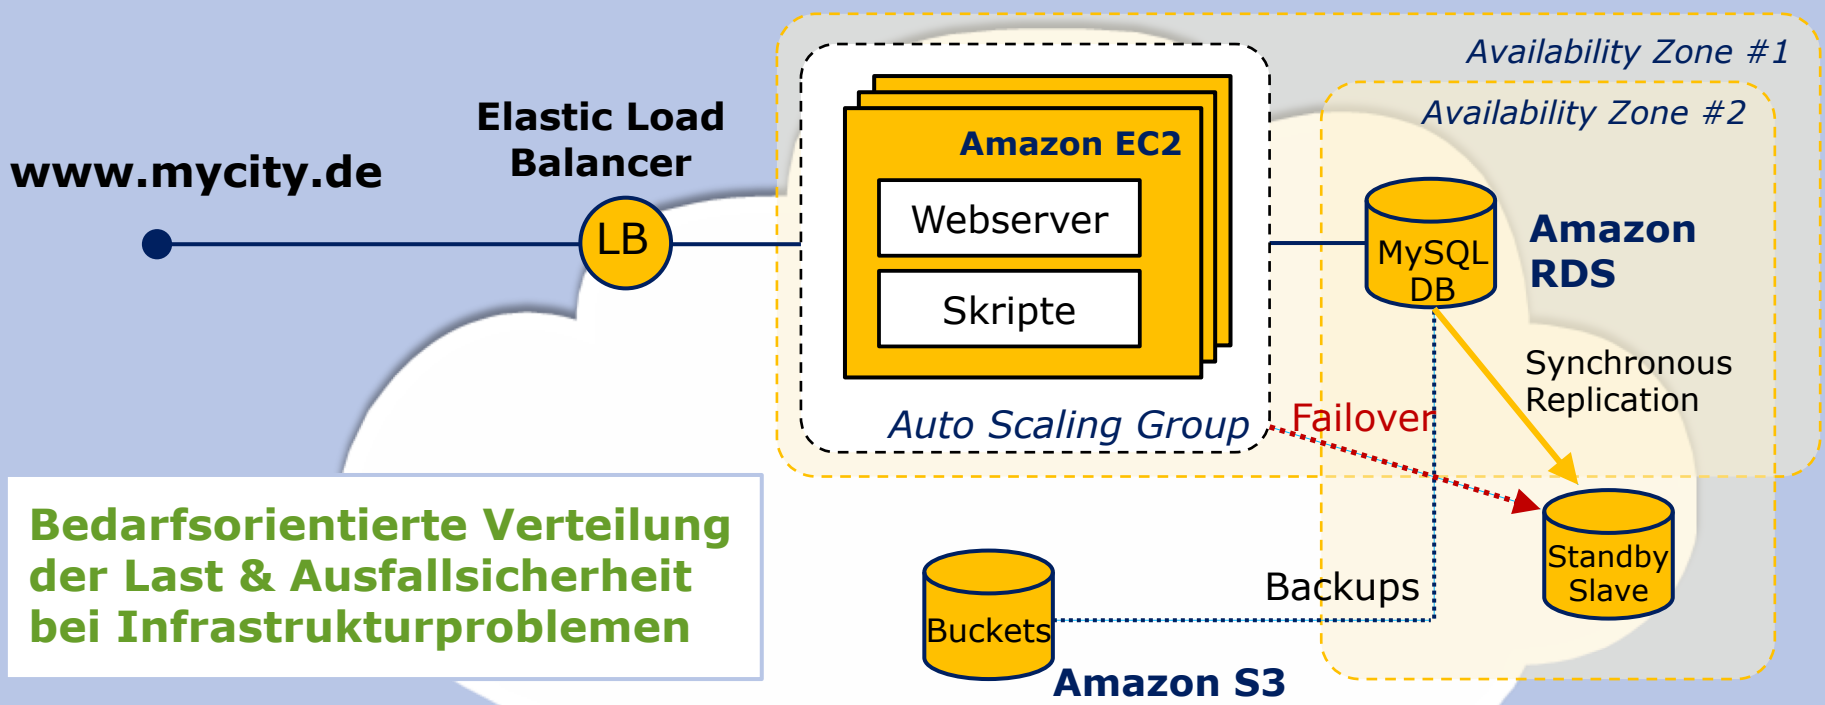 Availability Zone #1
Availability Zone #2
Elastic Load
Balancer
www.mycity.de
LB
Amazon EC2
Webserver
Skripte
Auto Scaling Group
MySQL
DB
Amazon
RDS
Synchronous
Replication
Failover
Standby
Slave
Backups
Buckets
Amazon S3
Bedarfsorientierte Verteilung
der Last & Ausfallsicherheit
bei Infrastrukturproblemen